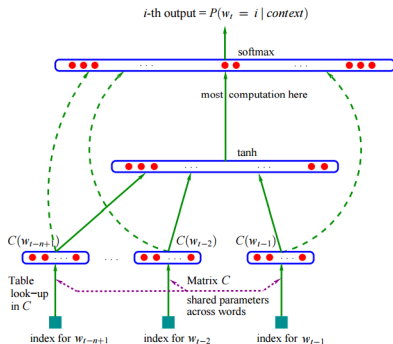 i-th output = P(w_t = i | context)
softmax
. . .
. . .
most computation here
tanh
. . .
. . .
C(w_{t−n+1})
C(w_{t−2})
C(w_{t−1})
. . .
. . .
. . .
. . .
Table
look−up
in C
Matrix C
shared parameters
across words
index for w_{t−n+1}
index for w_{t−2}
index for w_{t−1}